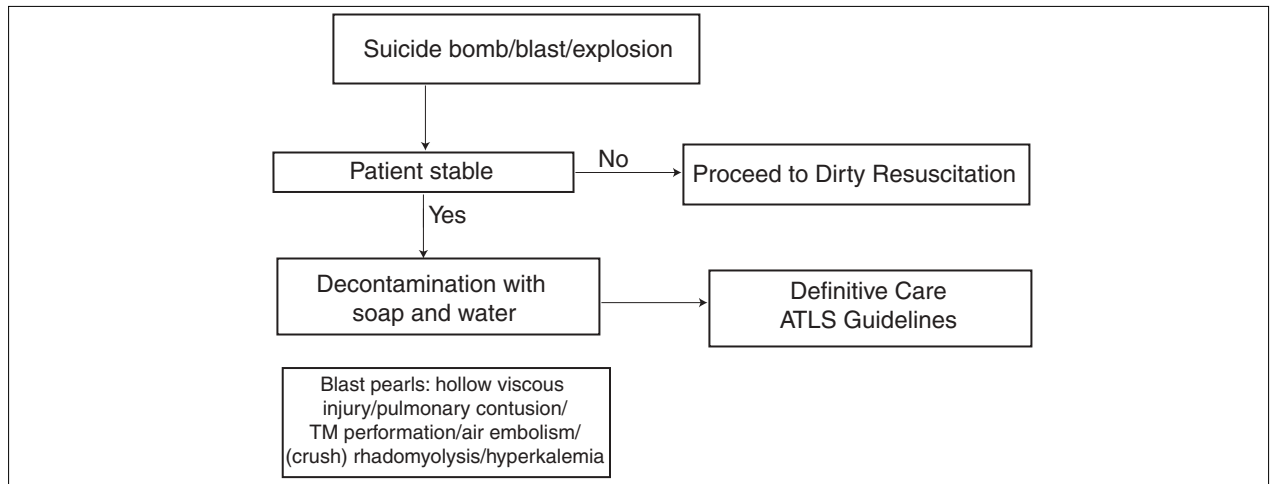 Suicide bomb/blast/explosion
Patient stable
No
Proceed to Dirty Resuscitation
Yes
Decontamination with
soap and water
Definitive Care
ATLS Guidelines
Blast pearls: hollow viscous
injury/pulmonary contusion/
TM performation/air embolism/
(crush) rhadomyolysis/hyperkalemia